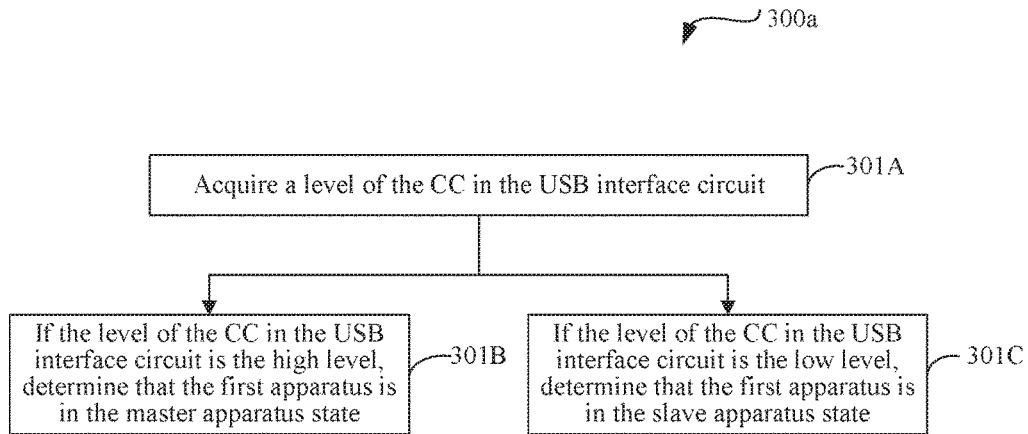 300a
Acquire a level of the CC in the USB interface circuit
301A
If the level of the CC in the USB
interface circuit is the high level,
determine that the first apparatus is
in the master apparatus state
301B
If the level of the CC in the USB
interface circuit is the low level,
determine that the first apparatus is
in the slave apparatus state
301C